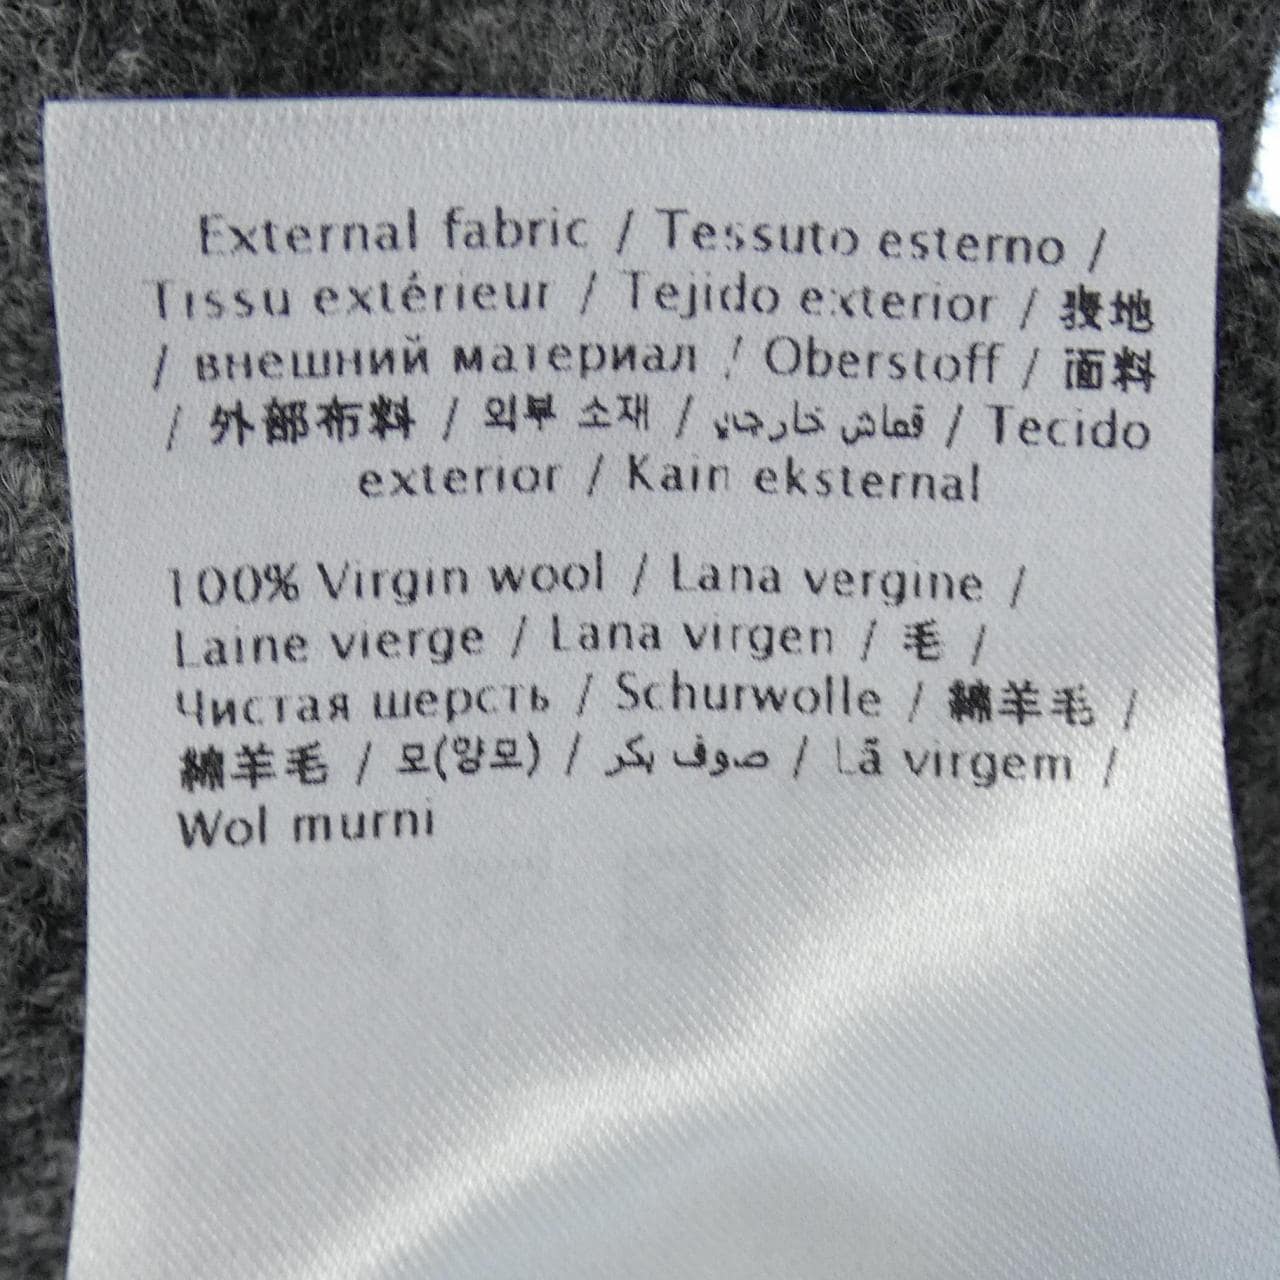 External fabric / Tessuto esterno /
Tissu extérieur / Tejido exterior / 表地
/ внешний материал / Oberstoff / 面料
/ 外部布料 / 외부 소재 / قماش خارجي / Tecido
exterior / Kain eksternal
100% Virgin wool / Lana vergine /
Laine vierge / Lana virgen / 毛 /
Чистая шерсть / Schurwolle / 綿羊毛 /
綿羊毛 / 모(양모) / صوف بكر / Lã virgem /
Wol murni